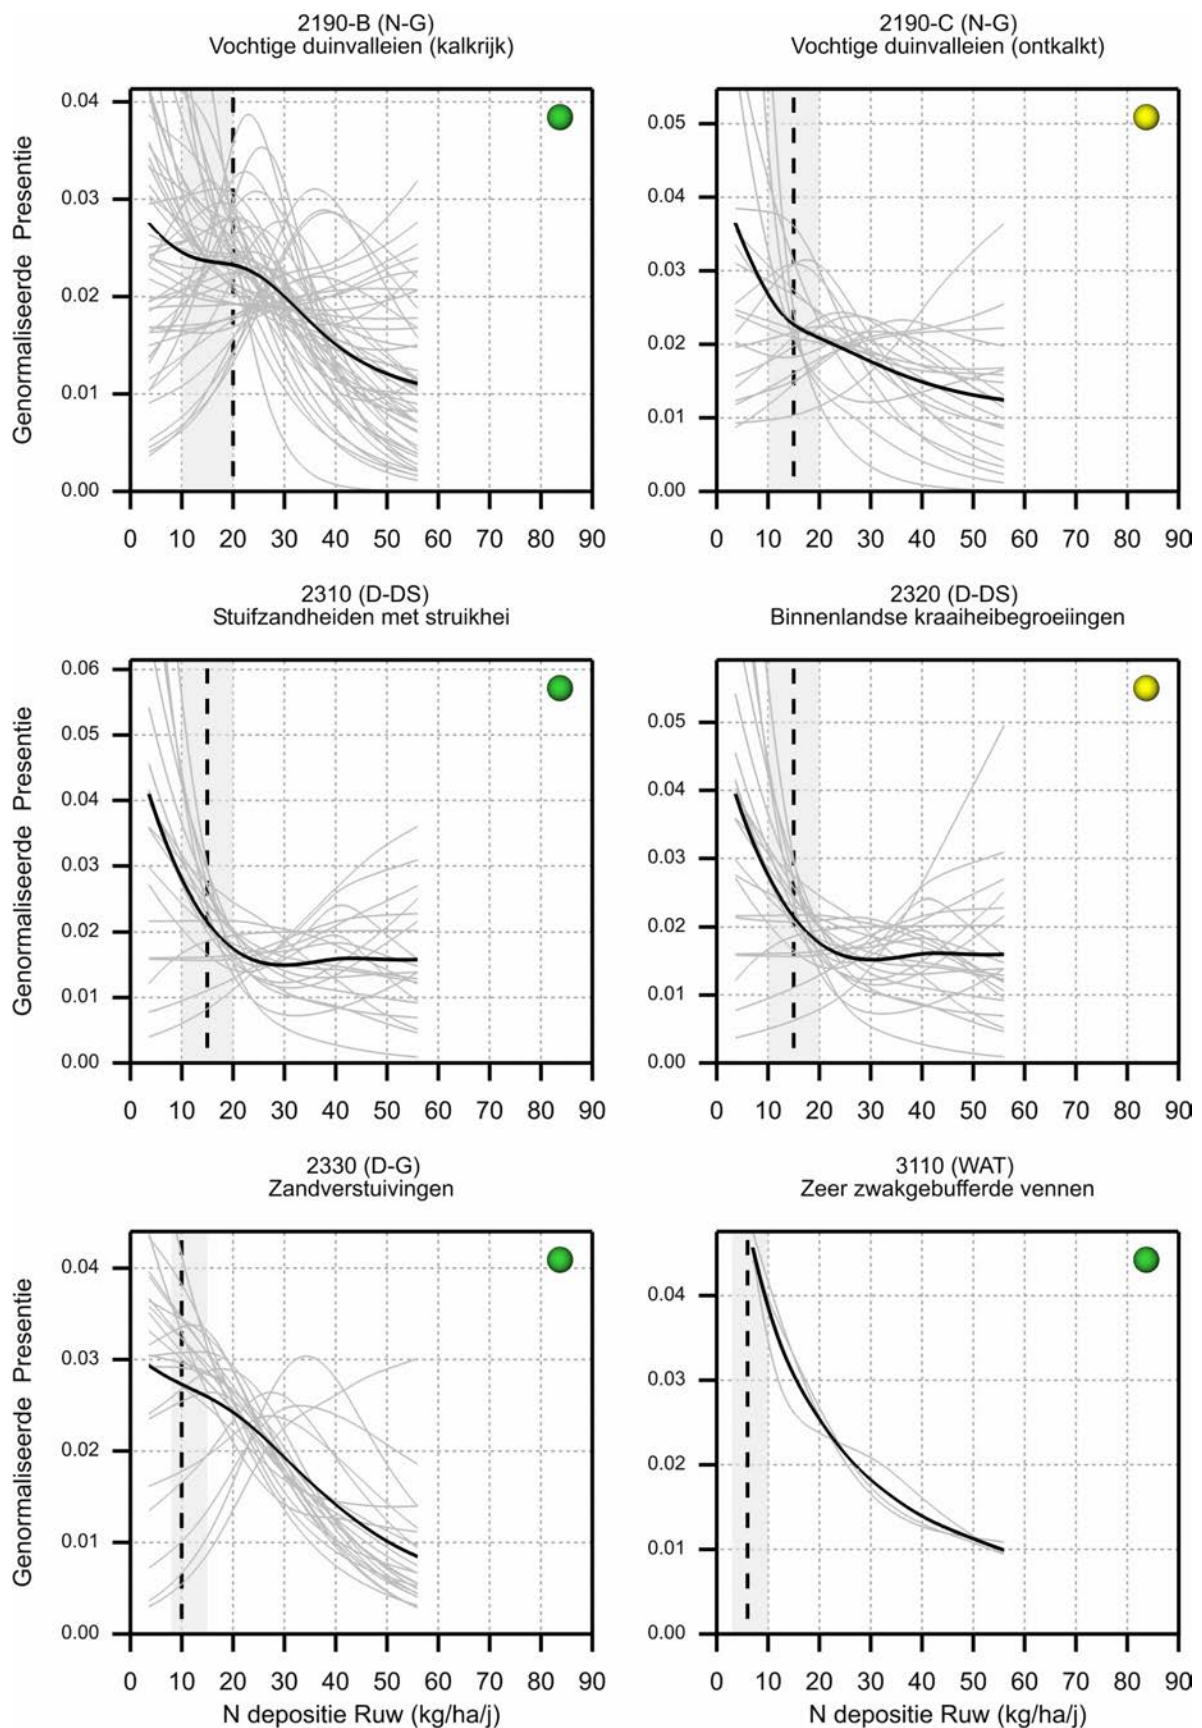 2190-B (N-G)
Vochtige duinvalleien (kalkrijk)
Genormaliseerde Presentie
0.04
0.03
0.02
0.01
0.00
0 10 20 30 40 50 60 70 80 90
2190-C (N-G)
Vochtige duinvalleien (ontkalkt)
0.05
0.04
0.03
0.02
0.01
0.00
0 10 20 30 40 50 60 70 80 90
2310 (D-DS)
Stuifzandheiden met struikhei
Genormaliseerde Presentie
0.06
0.05
0.04
0.03
0.02
0.01
0.00
0 10 20 30 40 50 60 70 80 90
2320 (D-DS)
Binnenlandse kraaiheibegroeiingen
0.05
0.04
0.03
0.02
0.01
0.00
0 10 20 30 40 50 60 70 80 90
2330 (D-G)
Zandverstuivingen
Genormaliseerde Presentie
0.04
0.03
0.02
0.01
0.00
0 10 20 30 40 50 60 70 80 90
N depositie Ruw (kg/ha/j)
3110 (WAT)
Zeer zwakgebufferde vennen
0.04
0.03
0.02
0.01
0.00
0 10 20 30 40 50 60 70 80 90
N depositie Ruw (kg/ha/j)